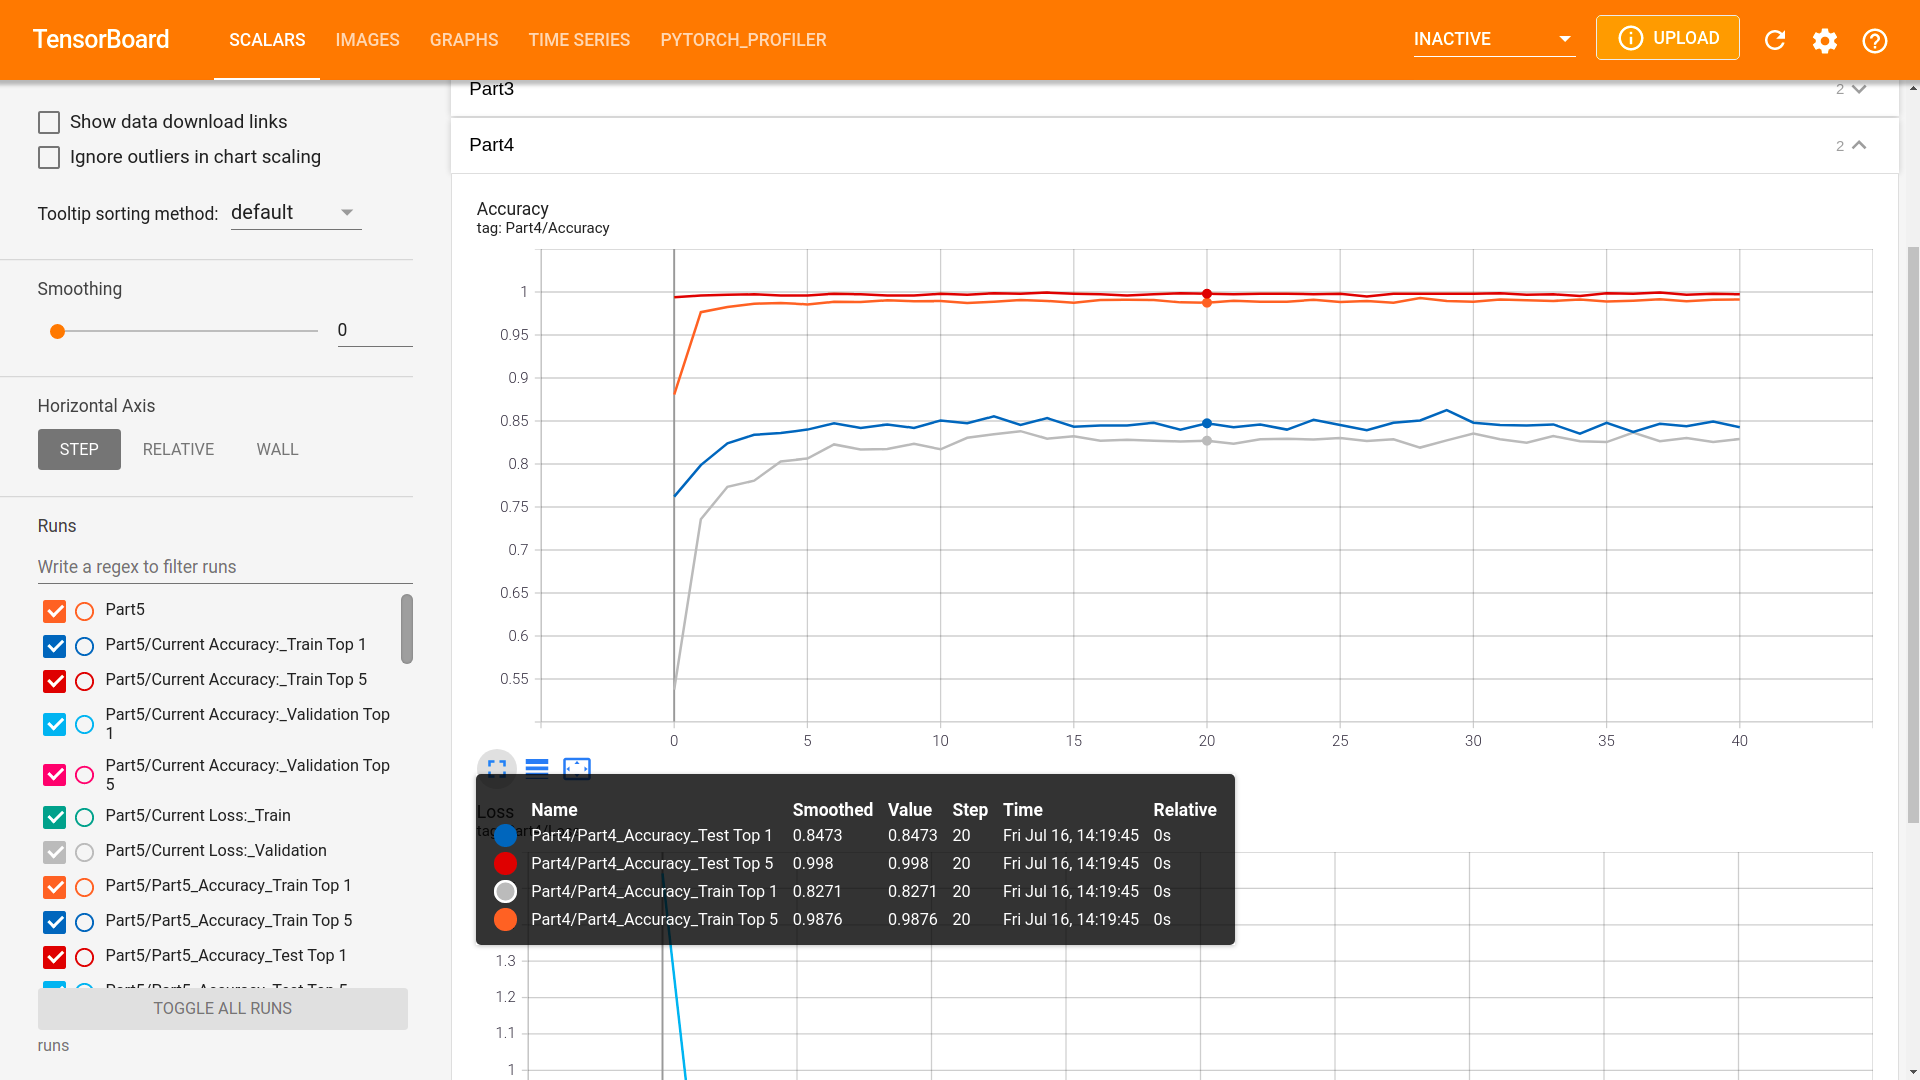 TensorBoard
SCALARS
IMAGES
GRAPHS
TIME SERIES
PYTORCH_PROFILER
INACTIVE
UPLOAD
Show data download links
Ignore outliers in chart scaling
Tooltip sorting method: default
Smoothing
0
Horizontal Axis
STEP
RELATIVE
WALL
Runs
Write a regex to filter runs
Part5
Part5/Current Accuracy:_Train Top 1
Part5/Current Accuracy:_Train Top 5
Part5/Current Accuracy:_Validation Top
1
Part5/Current Accuracy:_Validation Top
5
Part5/Current Loss:_Train
Part5/Current Loss:_Validation
Part5/Part5_Accuracy_Train Top 1
Part5/Part5_Accuracy_Train Top 5
Part5/Part5_Accuracy_Test Top 1
Part5/Part5_Accuracy_Test Top 5
TOGGLE ALL RUNS
runs
Part3
2
Part4
2
Accuracy
tag: Part4/Accuracy
1
0.95
0.9
0.85
0.8
0.75
0.7
0.65
0.6
0.55
0 5 10 15 20 25 30 35 40
Loss
Name Smoothed Value Step Time Relative
Part4/Part4_Accuracy_Test Top 1 0.8473 0.8473 20 Fri Jul 16, 14:19:45 0s
Part4/Part4_Accuracy_Test Top 5 0.998 0.998 20 Fri Jul 16, 14:19:45 0s
Part4/Part4_Accuracy_Train Top 1 0.8271 0.8271 20 Fri Jul 16, 14:19:45 0s
Part4/Part4_Accuracy_Train Top 5 0.9876 0.9876 20 Fri Jul 16, 14:19:45 0s
1.3
1.2
1.1
1